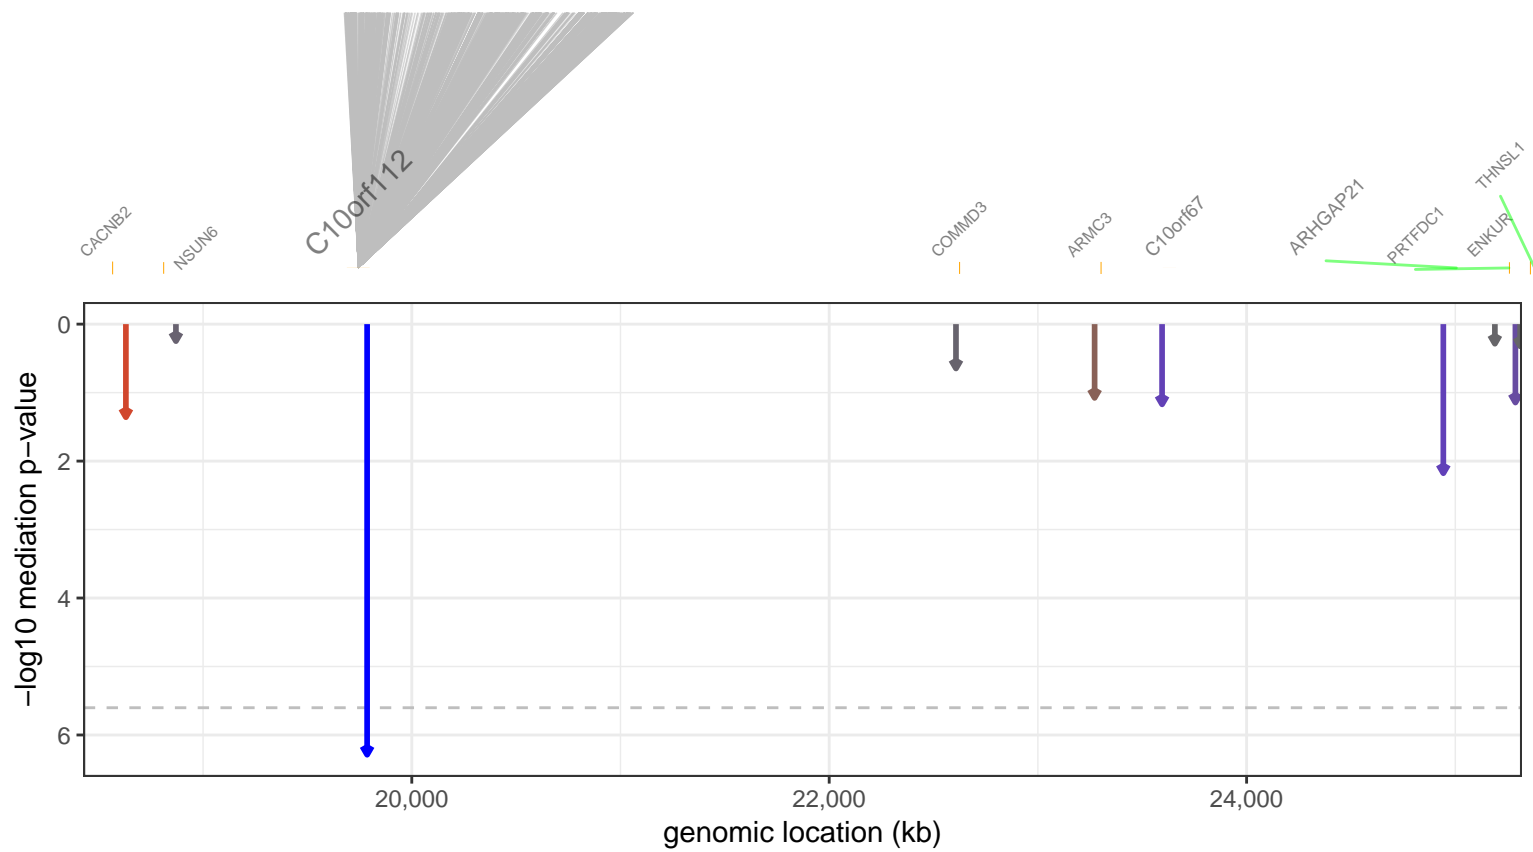 THNSL1
C10orf112
CACNB2
NSUN6
COMMD3
ARMC3
C10orf67
ARHGAP21
PRTFDC1
ENKUR
0
2
4
6
−log10 mediation p−value
20,000
22,000
24,000
genomic location (kb)